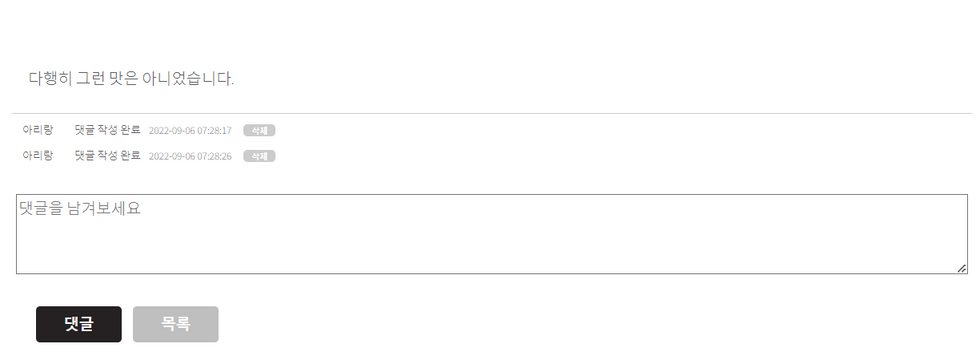 다행히 그런 맛은 아니었습니다.
아리랑 댓글 작성 완료 2022-09-06 07:28:17 삭제
아리랑 댓글 작성 완료 2022-09-06 07:28:26 삭제
댓글을 남겨보세요
댓글 목록